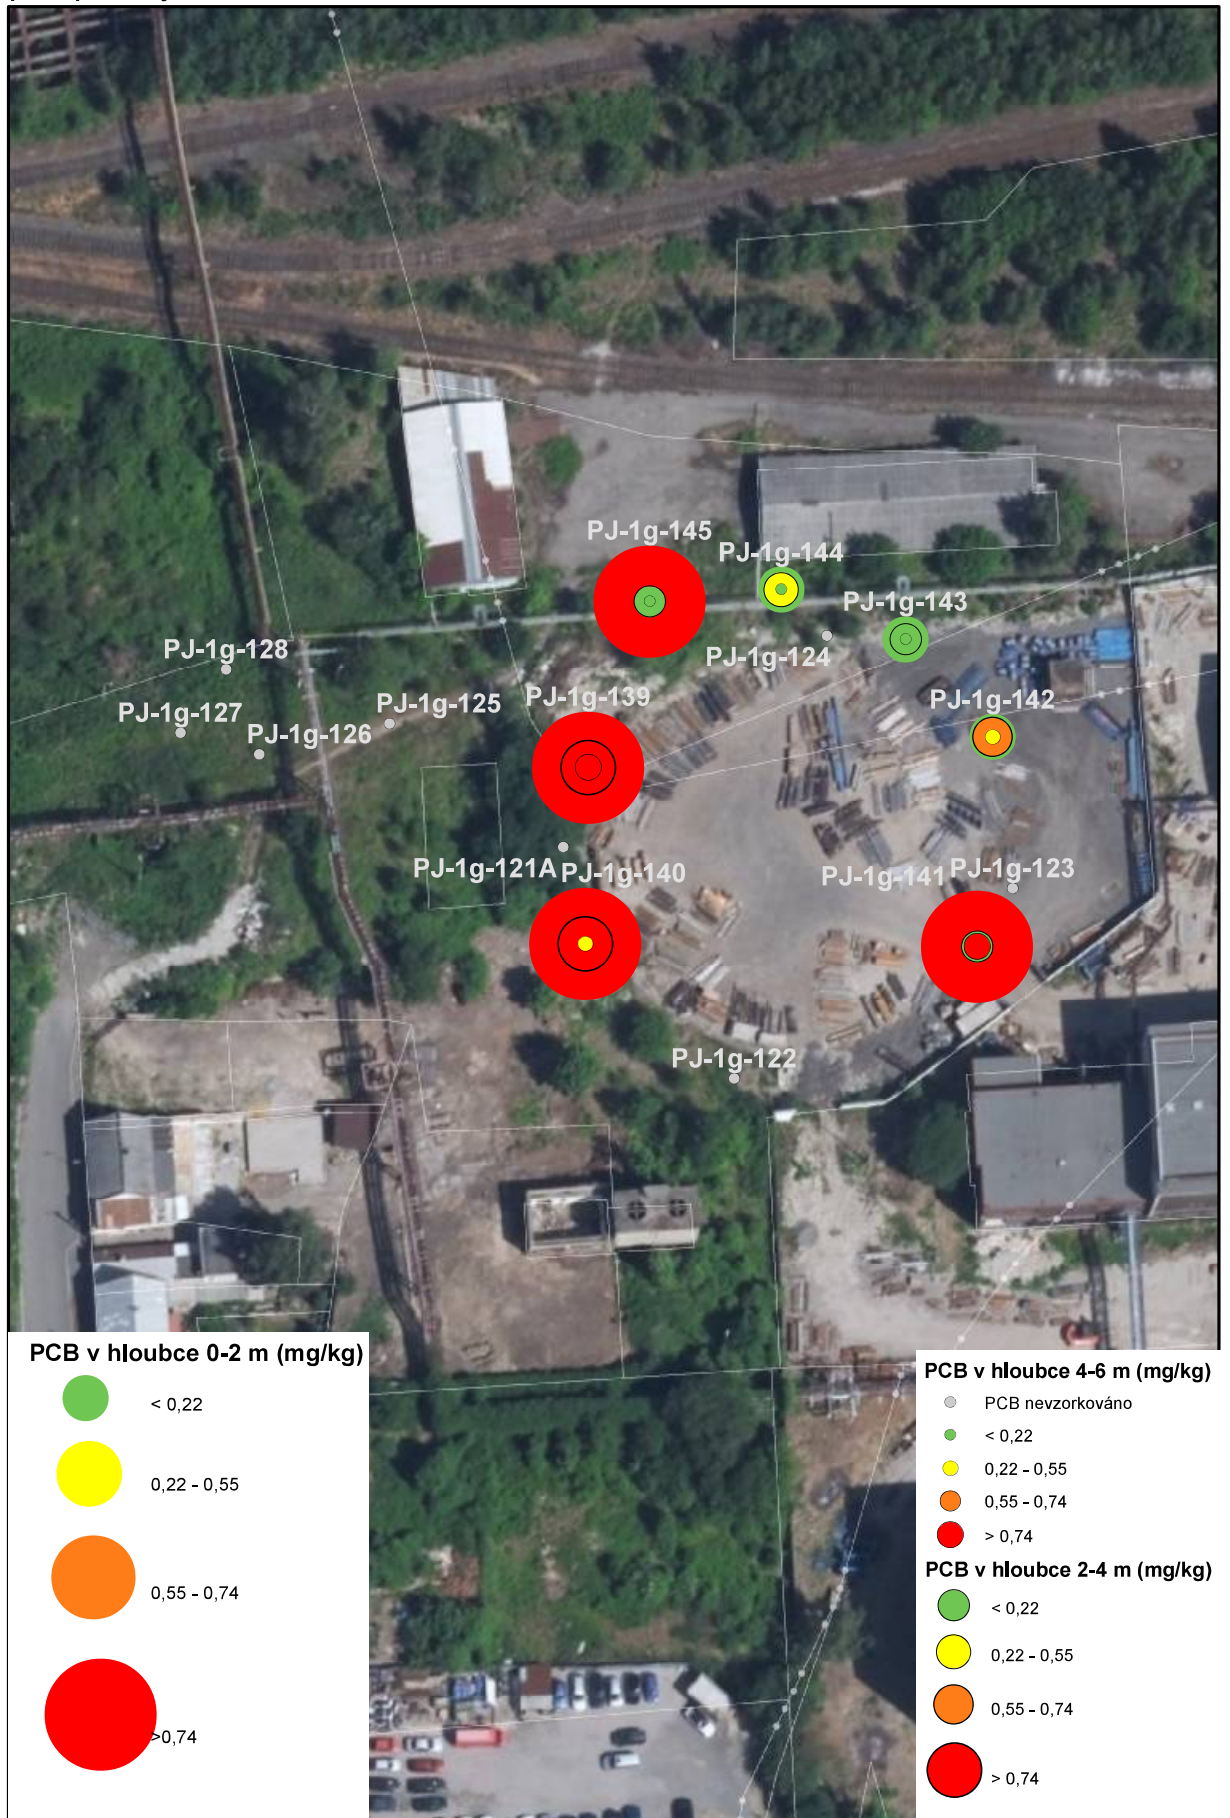 PJ-1g-145
PJ-1g-144
PJ-1g-143
PJ-1g-124
PJ-1g-128
PJ-1g-139
PJ-1g-125
PJ-1g-127
PJ-1g-126
PJ-1g-142
PJ-1g-121A
PJ-1g-140
PJ-1g-141
PJ-1g-123
PJ-1g-122
PCB v hloubce 0-2 m (mg/kg)
< 0,22
0,22 - 0,55
0,55 - 0,74
>0,74
PCB v hloubce 4-6 m (mg/kg)
PCB nevzorkováno
< 0,22
0,22 - 0,55
0,55 - 0,74
> 0,74
PCB v hloubce 2-4 m (mg/kg)
< 0,22
0,22 - 0,55
0,55 - 0,74
> 0,74